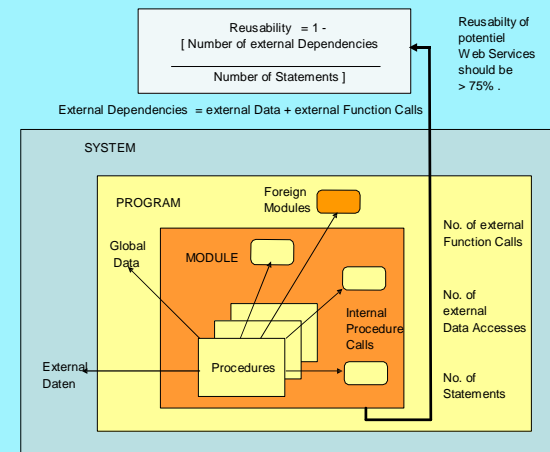 Reusability = 1 -
[ Number of external Dependencies
Number of Statements ]
Reusabilty of
potentiel
Web Services
should be
> 75% .
External Dependencies = external Data + external Function Calls
SYSTEM
PROGRAM
Foreign
Modules
Global
Data
MODULE
No. of external
Function Calls
Internal
Procedure
Calls
No. of
external
Data Accesses
Procedures
External
Daten
No. of
Statements